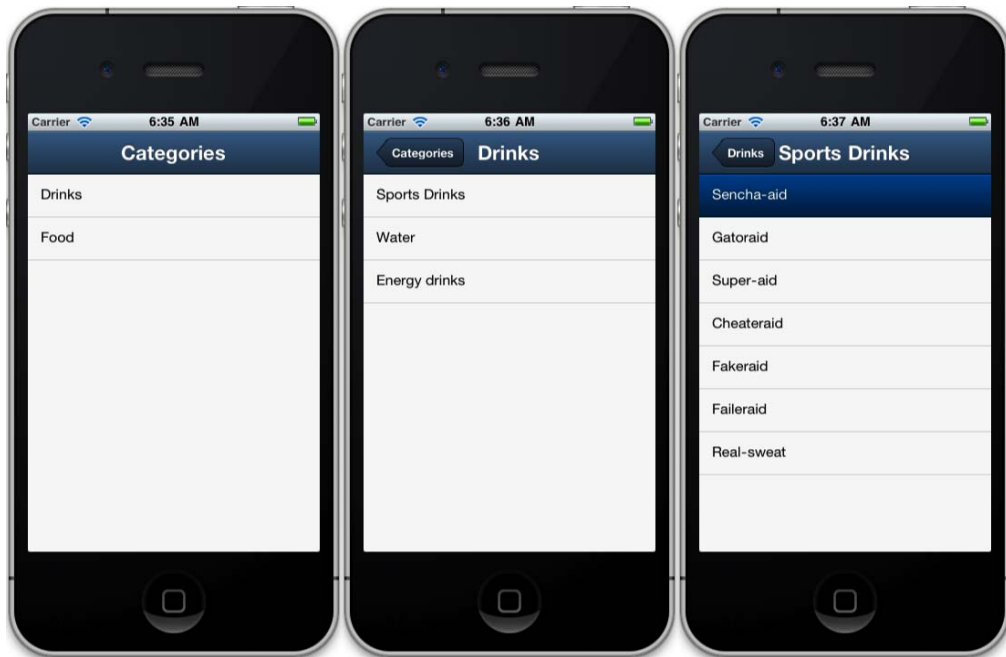 Carrier 6:35 AM
Categories
Drinks
Food
Carrier 6:36 AM
Categories Drinks
Sports Drinks
Water
Energy drinks
Carrier 6:37 AM
Drinks Sports Drinks
Sencha-aid
Gatoraid
Super-aid
Cheateraid
Fakeraid
Faileraid
Real-sweat